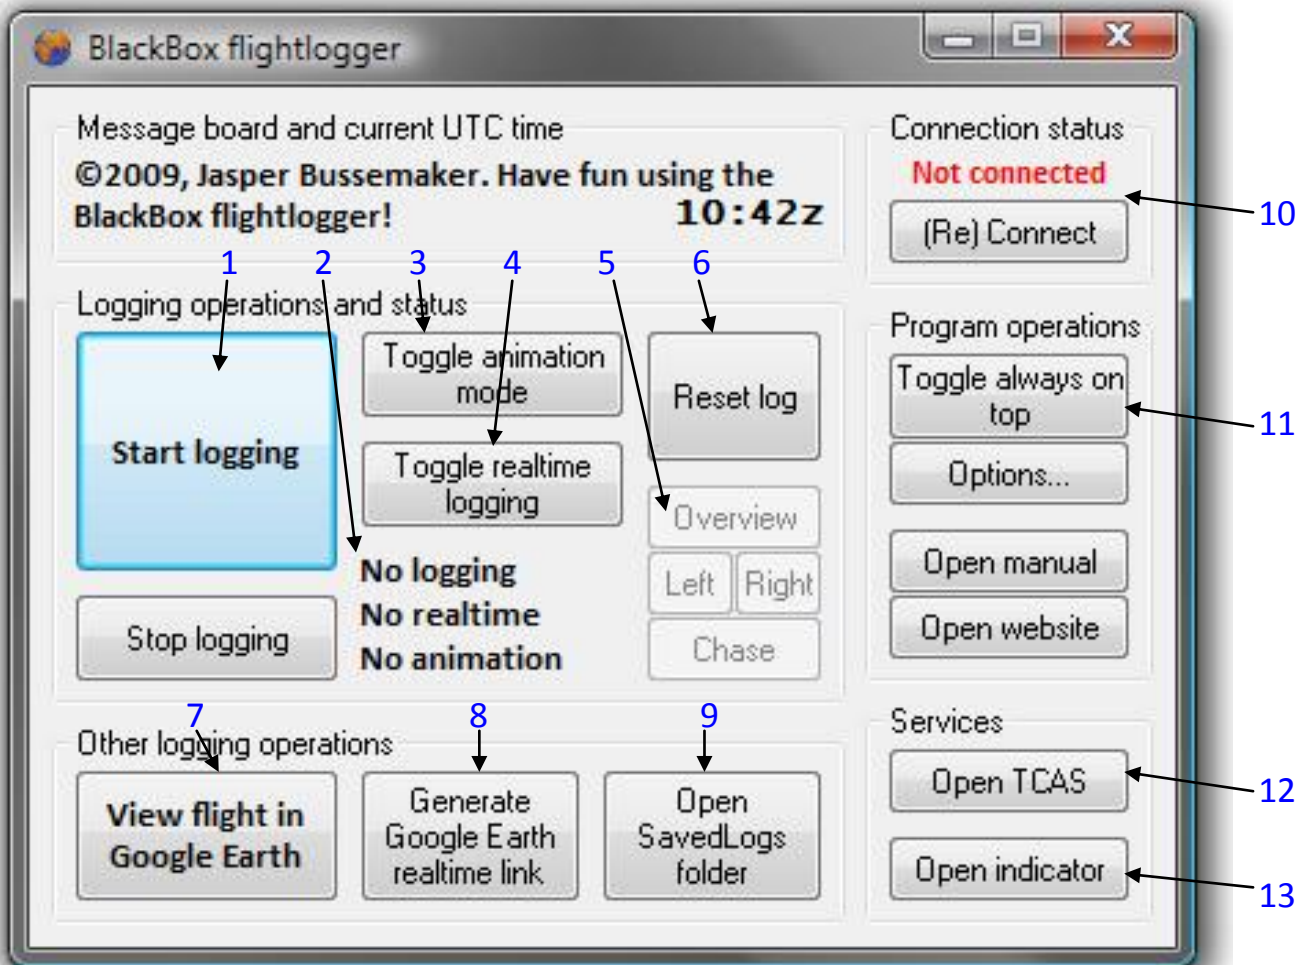 BlackBox flightlogger
Message board and current UTC time
©2009, Jasper Bussemaker. Have fun using the
BlackBox flightlogger!
10:42z
Connection status
Not connected
(Re) Connect
10
1
2
3
4
5
6
Logging operations and status
Start logging
Toggle animation
mode
Toggle realtime
logging
Reset log
Overview
Left
Right
Chase
No logging
No realtime
No animation
Stop logging
Program operations
Toggle always on
top
11
Options...
Open manual
Open website
7
8
9
Other logging operations
View flight in
Google Earth
Generate
Google Earth
realtime link
Open
SavedLogs
folder
Services
Open TCAS
12
Open indicator
13